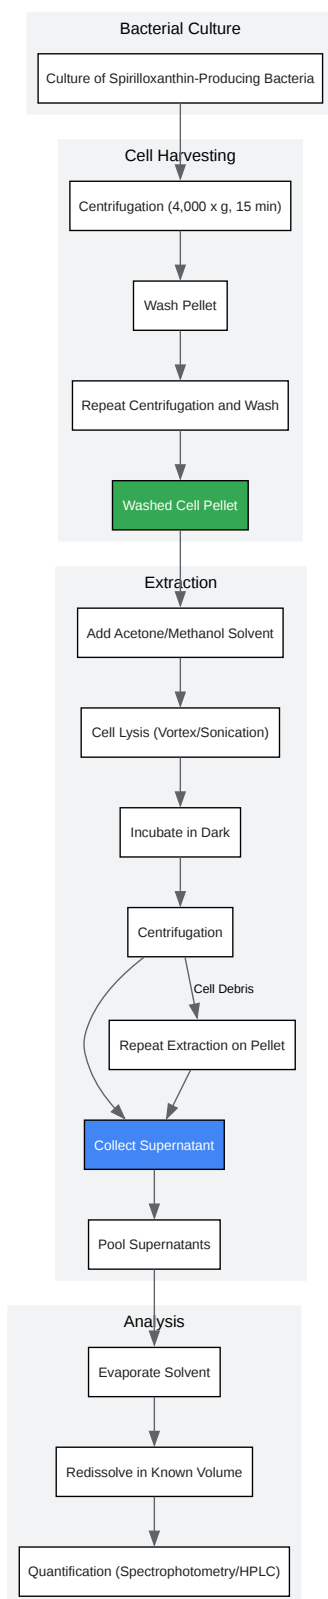 Bacterial Culture
Culture of Spirilloxanthin-Producing Bacteria
Cell Harvesting
Centrifugation (4,000 x g, 15 min)
Wash Pellet
Repeat Centrifugation and Wash
Washed Cell Pellet
Extraction
Add Acetone/Methanol Solvent
Cell Lysis (Vortex/Sonication)
Incubate in Dark
Centrifugation
Cell Debris
Repeat Extraction on Pellet
Collect Supernatant
Pool Supernatants
Analysis
Evaporate Solvent
Redissolve in Known Volume
Quantification (Spectrophotometry/HPLC)